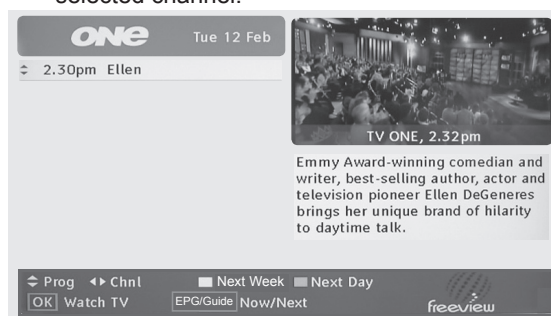 selected channel.
ONe Tue 12 Feb
2.30pm Ellen
TV ONE, 2.32pm
Emmy Award-winning comedian and
writer, best-selling author, actor and
television pioneer Ellen DeGeneres
brings her unique brand of hilarity
to daytime talk.
Prog Chnl Next Week Next Day
OK Watch TV EPG/Guide Now/Next freeview